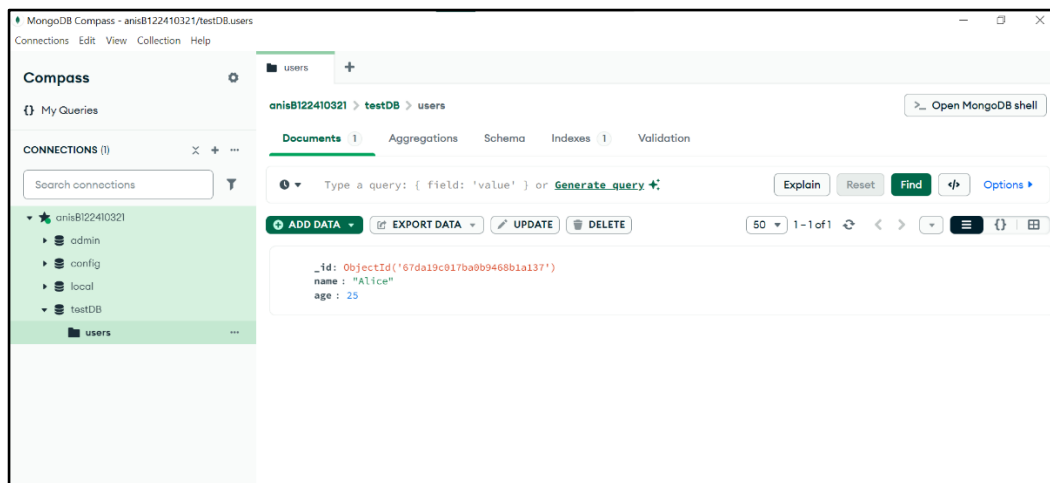 MongoDB Compass - anisB122410321/testDB.users
Connections Edit View Collection Help
Compass
{} My Queries
CONNECTIONS (1)
Search connections
anisB122410321
admin
config
local
testDB
users
users
anisB122410321 > testDB > users
>_ Open MongoDB shell
Documents 1 Aggregations Schema Indexes 1 Validation
Type a query: { field: 'value' } or Generate query
Explain Reset Find </> Options
ADD DATA EXPORT DATA UPDATE DELETE
50 1-1 of 1 {}
_id: ObjectId('67da19c017ba0b9468b1a137')
name : "Alice"
age : 25